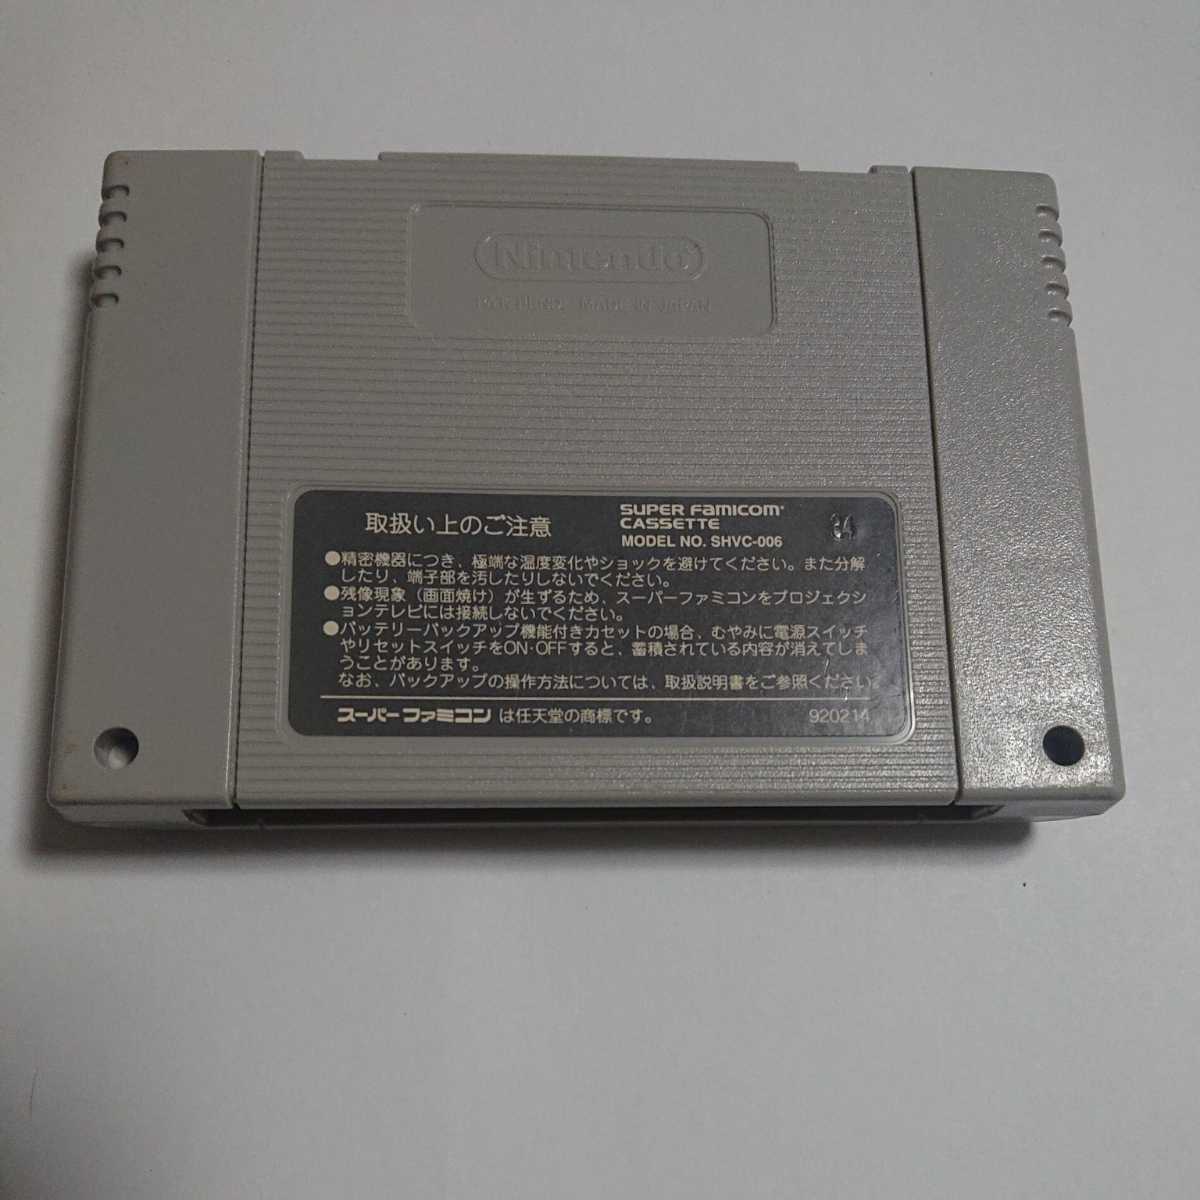 Nintendo
PAT. PEND. MADE IN JAPAN
取扱い上のご注意
SUPER FAMICOM
CASSETTE
MODEL NO. SHVC-006
34
●精密機器につき、極端な温度変化やショックを避けてください。また分解
したり、端子部を汚したりしないでください。
●残像現象（画面焼け）が生ずるため、スーパーファミコンをプロジェクシ
ョンテレビには接続しないでください。
●バッテリーバックアップ機能付きカセットの場合、むやみに電源スイッチ
やリセットスイッチをON・OFFすると、蓄積されている内容が消えてしま
うことがあります。
なお、バックアップの操作方法については、取扱説明書をご参照ください。
スーパーファミコン は任天堂の商標です。
920214